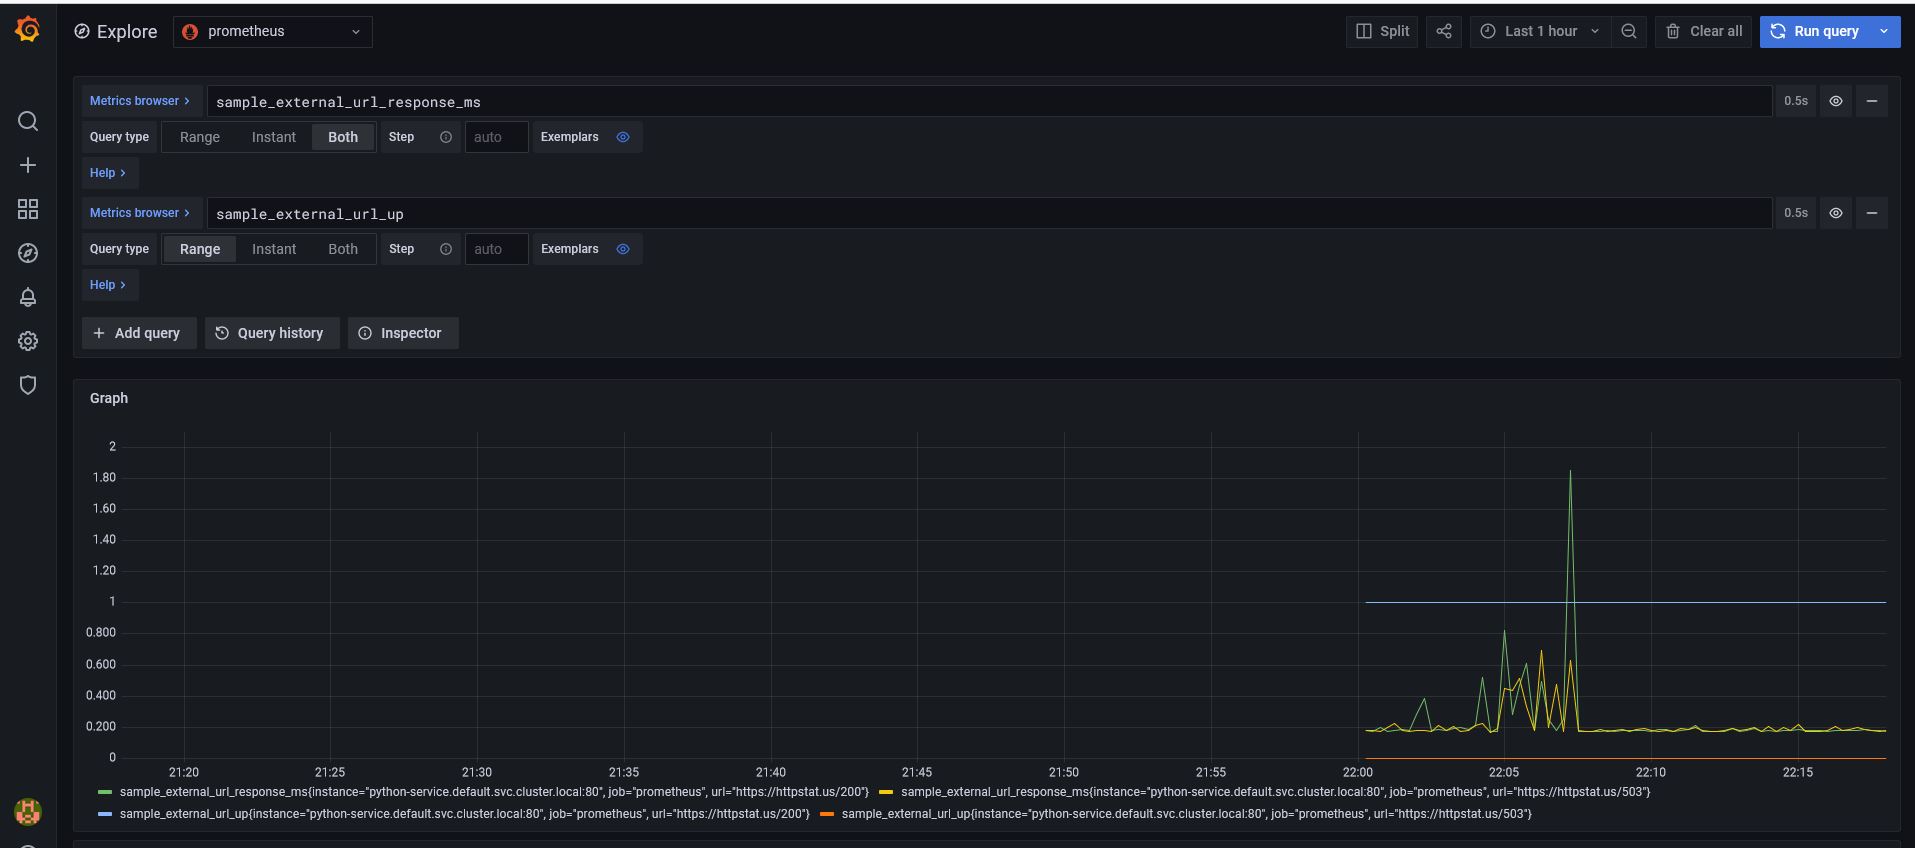 Explore prometheus Split Last 1 hour Clear all Run query
Metrics browser > sample_external_url_response_ms 0.5s
Query type Range Instant Both Step auto Exemplars
Help >
Metrics browser > sample_external_url_up 0.5s
Query type Range Instant Both Step auto Exemplars
Help >
+ Add query Query history Inspector
Graph
2
1.80
1.60
1.40
1.20
1
0.800
0.600
0.400
0.200
0
21:20 21:25 21:30 21:35 21:40 21:45 21:50 21:55 22:00 22:05 22:10 22:15
sample_external_url_response_ms{instance="python-service.default.svc.cluster.local:80", job="prometheus", url="https://httpstat.us/200"} sample_external_url_response_ms{instance="python-service.default.svc.cluster.local:80", job="prometheus", url="https://httpstat.us/503"}
sample_external_url_up{instance="python-service.default.svc.cluster.local:80", job="prometheus", url="https://httpstat.us/200"} sample_external_url_up{instance="python-service.default.svc.cluster.local:80", job="prometheus", url="https://httpstat.us/503"}